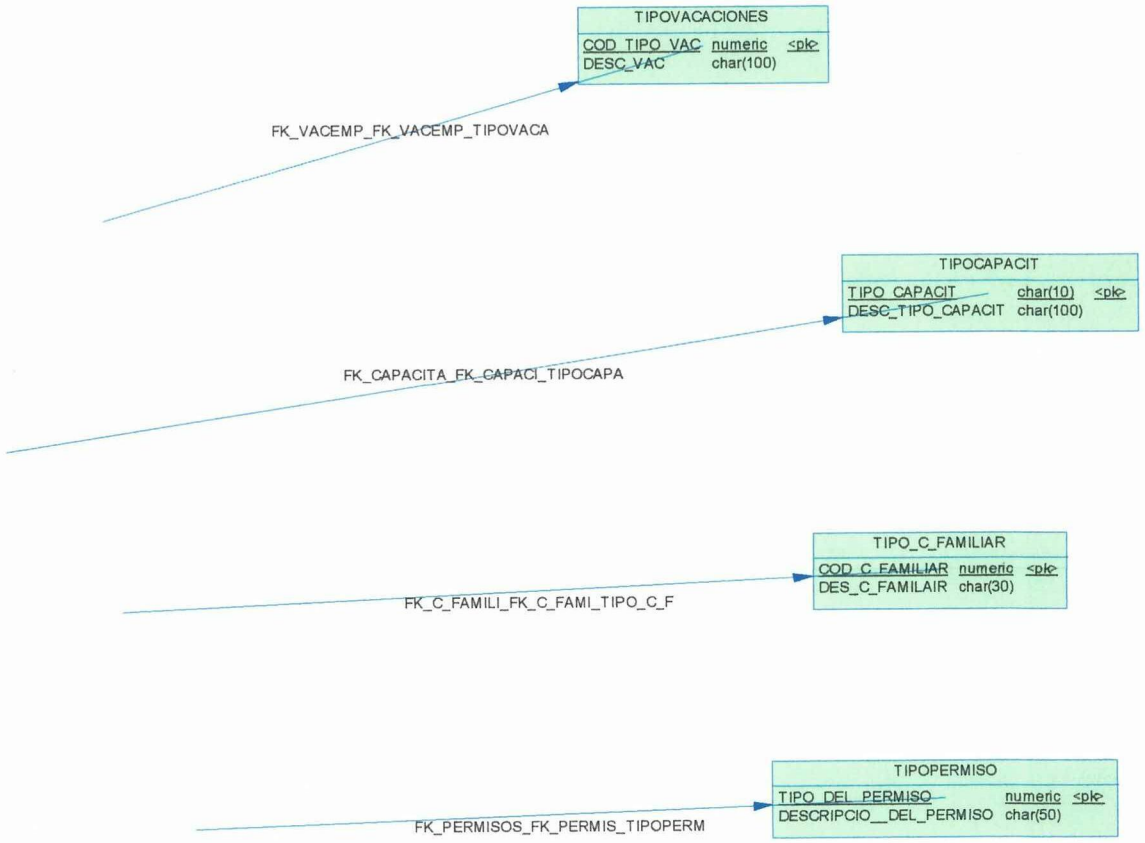 TIPOVACACIONES
COD_TIPO_VAC numeric <pk>
DESC_VAC char(100)
FK_VACEMP_FK_VACEMP_TIPOVACA
TIPOCAPACIT
TIPO_CAPACIT char(10) <pk>
DESC_TIPO_CAPACIT char(100)
FK_CAPACITA_FK_CAPACI_TIPOCAPA
TIPO_C_FAMILIAR
COD_C_FAMILIAR numeric <pk>
DES_C_FAMILAIR char(30)
FK_C_FAMILI_FK_C_FAMI_TIPO_C_F
TIPOPERMISO
TIPO_DEL_PERMISO numeric <pk>
DESCRIPCIO__DEL_PERMISO char(50)
FK_PERMISOS_FK_PERMIS_TIPOPERM